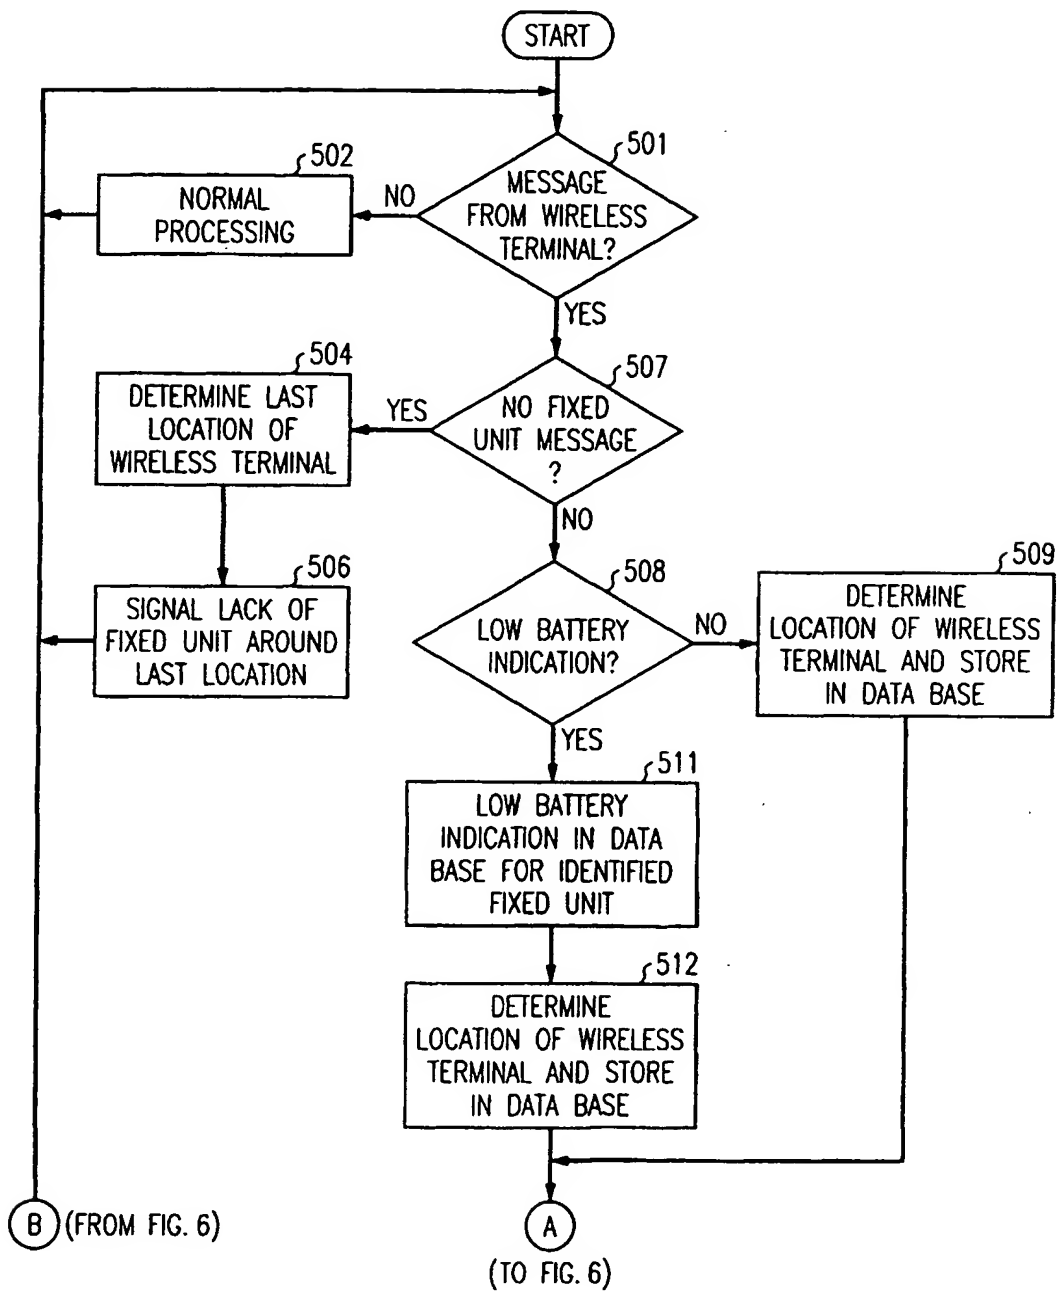 START
501
MESSAGE
FROM WIRELESS
TERMINAL?
NO
502
NORMAL
PROCESSING
YES
507
NO FIXED
UNIT MESSAGE
?
YES
504
DETERMINE LAST
LOCATION OF
WIRELESS TERMINAL
506
SIGNAL LACK OF
FIXED UNIT AROUND
LAST LOCATION
NO
508
LOW BATTERY
INDICATION?
NO
509
DETERMINE
LOCATION OF WIRELESS
TERMINAL AND STORE
IN DATA BASE
YES
511
LOW BATTERY
INDICATION IN DATA
BASE FOR IDENTIFIED
FIXED UNIT
512
DETERMINE
LOCATION OF WIRELESS
TERMINAL AND STORE
IN DATA BASE
B (FROM FIG. 6)
A
(TO FIG. 6)